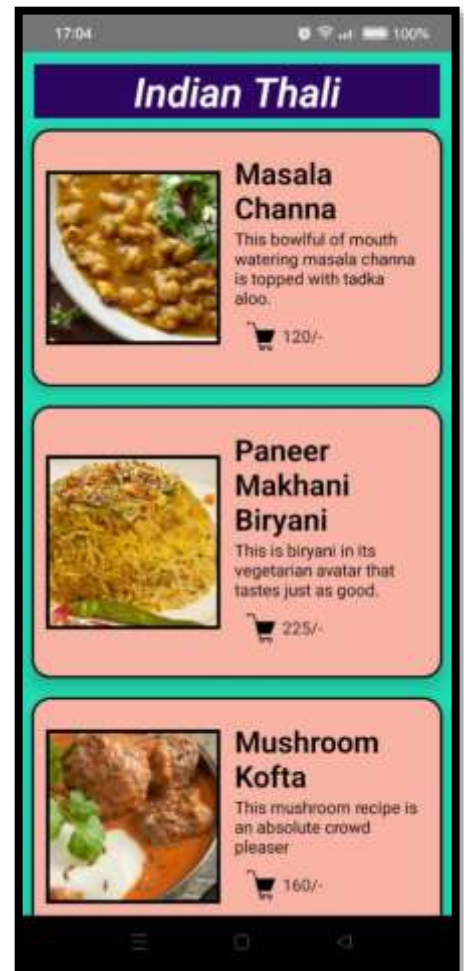 17:04
100%
Indian Thali
Masala
Channa
This bowlful of mouth
watering masala channa
is topped with tadka
aloo.
120/-
Paneer
Makhani
Biryani
This is biryani in its
vegetarian avatar that
tastes just as good.
225/-
Mushroom
Kofta
This mushroom recipe is
an absolute crowd
pleaser
160/-